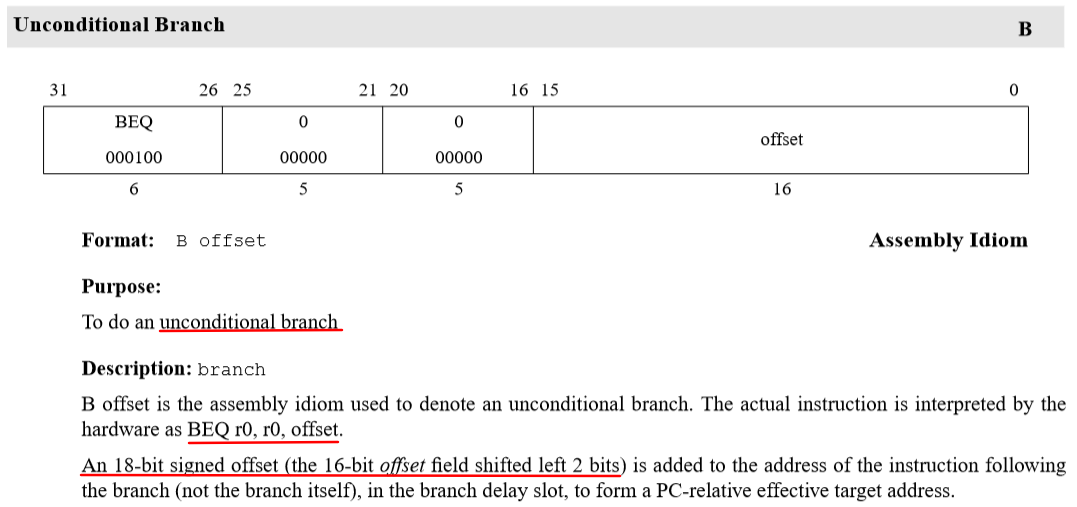 Unconditional Branch B
31 26 25 21 20 16 15 0
BEQ 0 0
offset
000100 00000 00000
6 5 5 16
Format: B offset Assembly Idiom
Purpose:
To do an unconditional branch
Description: branch
B offset is the assembly idiom used to denote an unconditional branch. The actual instruction is interpreted by the
hardware as BEQ r0, r0, offset.
An 18-bit signed offset (the 16-bit offset field shifted left 2 bits) is added to the address of the instruction following
the branch (not the branch itself), in the branch delay slot, to form a PC-relative effective target address.